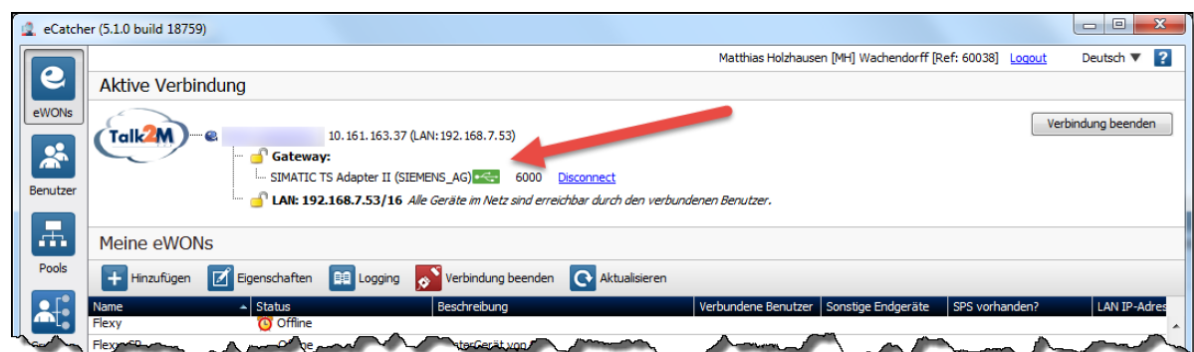 eCatcher (5.1.0 build 18759)
Matthias Holzhausen [MH] Wachendorff [Ref: 60038] Logout Deutsch ▼ ?
eWONs
Aktive Verbindung
Talk2M
10.161.163.37 (LAN:192.168.7.53)
Verbindung beenden
Gateway:
SIMATIC TS Adapter II (SIEMENS_AG) 6000 Disconnect
LAN: 192.168.7.53/16 Alle Geräte im Netz sind erreichbar durch den verbundenen Benutzer.
Benutzer
Meine eWONs
Pools
Hinzufügen Eigenschaften Logging Verbindung beenden Aktualisieren
Name Status Beschreibung Verbundene Benutzer Sonstige Endgeräte SPS vorhanden? LAN IP-Adres
Flexy Offline